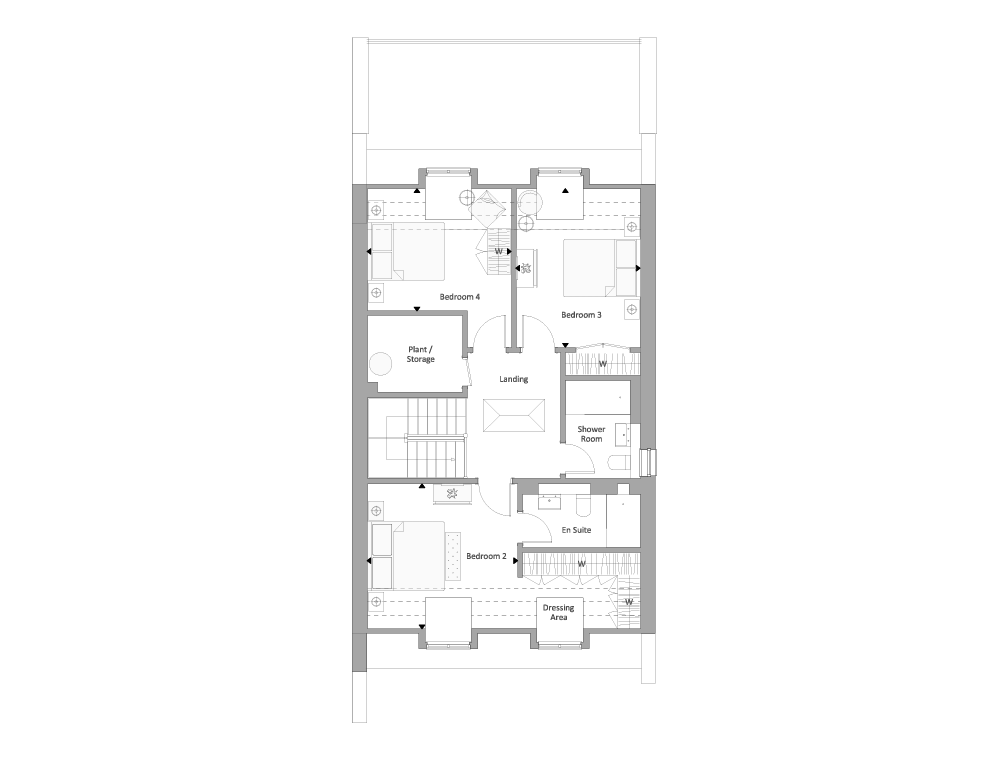 W
Bedroom 4
Bedroom 3
Plant /
Storage
W
Landing
Shower
Room
En Suite
Bedroom 2
W
W
Dressing
Area